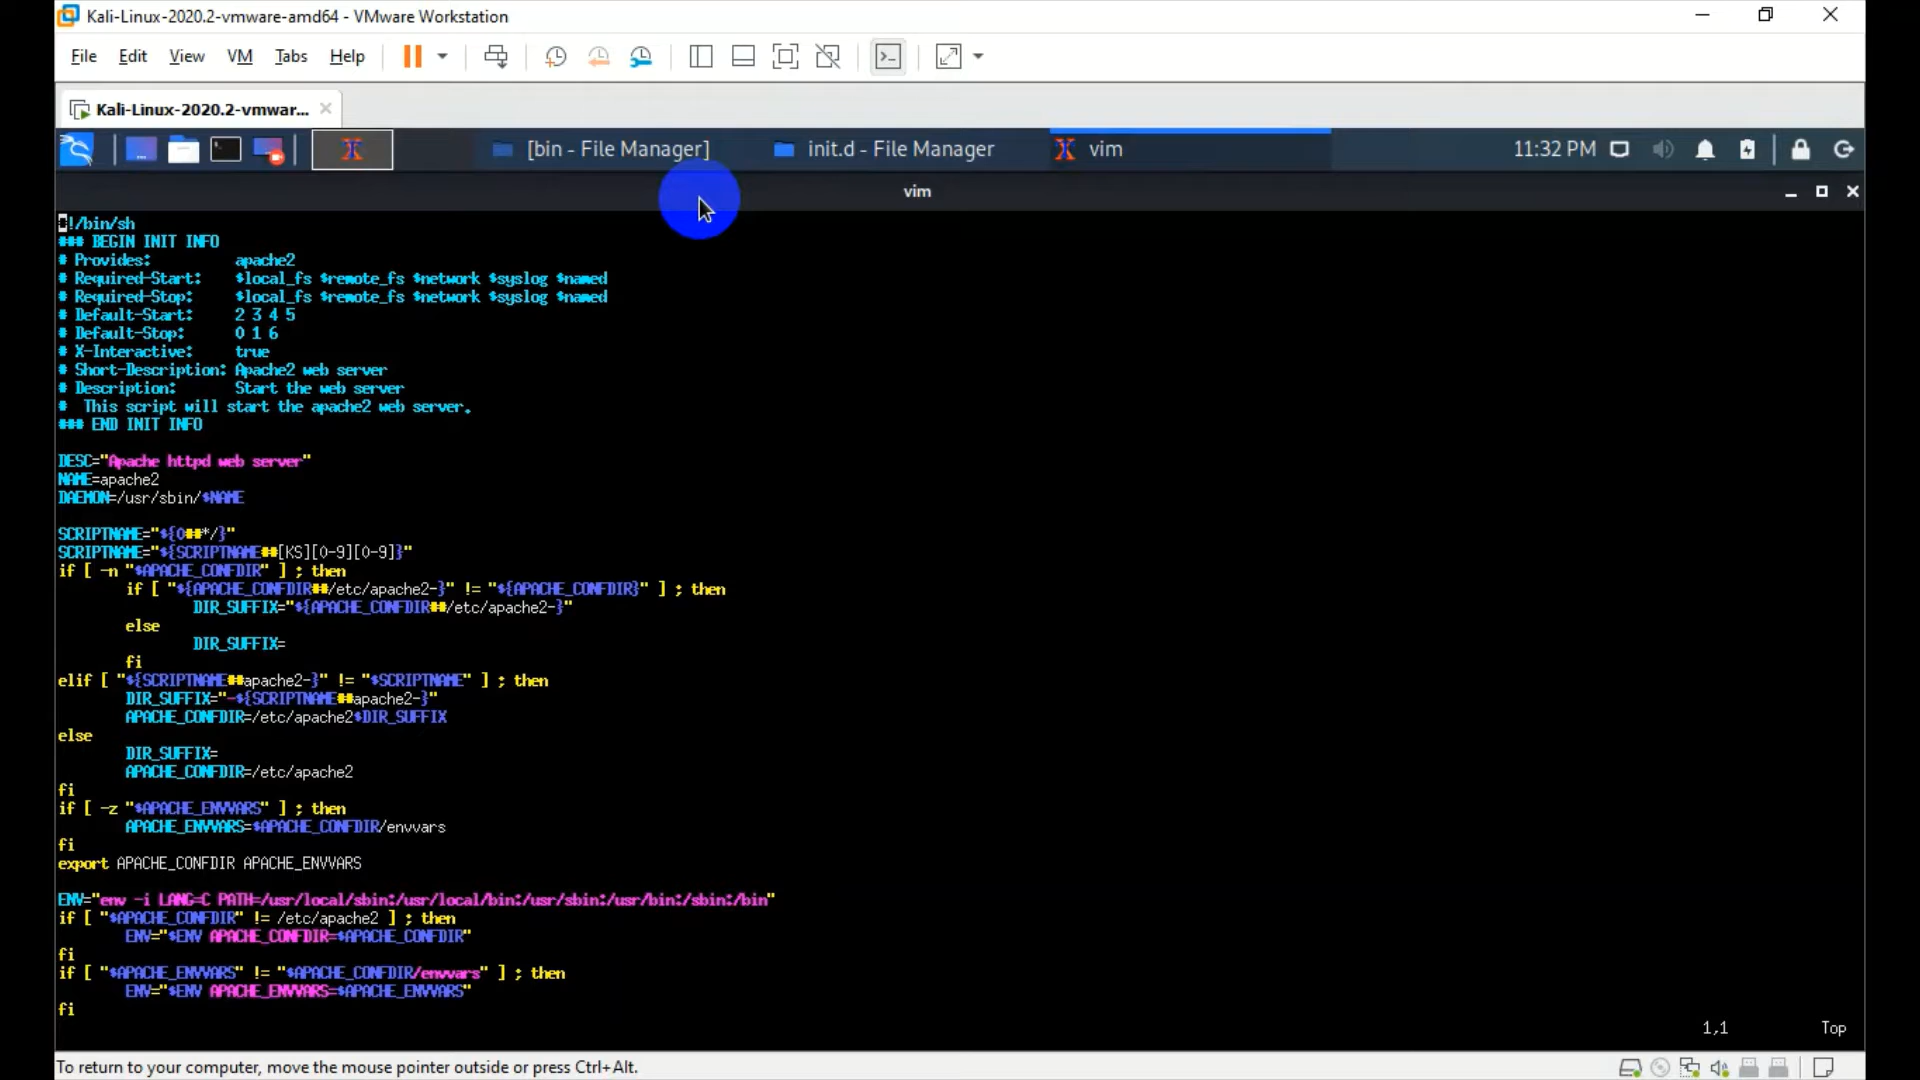 Kali-Linux-2020.2-vmware-amd64 - VMware Workstation
File Edit View VM Tabs Help
Kali-Linux-2020.2-vmwar...
[bin - File Manager] init.d - File Manager vim 11:32 PM
vim
#!/bin/sh
### BEGIN INIT INFO
# Provides: apache2
# Required-Start: $local_fs $remote_fs $network $syslog $named
# Required-Stop: $local_fs $remote_fs $network $syslog $named
# Default-Start: 2 3 4 5
# Default-Stop: 0 1 6
# X-Interactive: true
# Short-Description: Apache2 web server
# Description: Start the web server
# This script will start the apache2 web server.
### END INIT INFO
DESC="Apache httpd web server"
NAME=apache2
DAEMON=/usr/sbin/$NAME
SCRIPTNAME="${0##*/}"
SCRIPTNAME="${SCRIPTNAME##[KS][0-9][0-9]}"
if [ -n "$APACHE_CONFDIR" ] ; then
if [ "${APACHE_CONFDIR##/etc/apache2-}" != "${APACHE_CONFDIR}" ] ; then
DIR_SUFFIX="${APACHE_CONFDIR##/etc/apache2-}"
else
DIR_SUFFIX=
fi
elif [ "${SCRIPTNAME##apache2-}" != "$SCRIPTNAME" ] ; then
DIR_SUFFIX="-${SCRIPTNAME##apache2-}"
APACHE_CONFDIR=/etc/apache2$DIR_SUFFIX
else
DIR_SUFFIX=
APACHE_CONFDIR=/etc/apache2
fi
if [ -z "$APACHE_ENVVARS" ] ; then
APACHE_ENVVARS=$APACHE_CONFDIR/envvars
fi
export APACHE_CONFDIR APACHE_ENVVARS
ENV="env -i LANG=C PATH=/usr/local/sbin:/usr/local/bin:/usr/sbin:/usr/bin:/sbin:/bin"
if [ "$APACHE_CONFDIR" != /etc/apache2 ] ; then
ENV="$ENV APACHE_CONFDIR=$APACHE_CONFDIR"
fi
if [ "$APACHE_ENVVARS" != "$APACHE_CONFDIR/envvars" ] ; then
ENV="$ENV APACHE_ENVVARS=$APACHE_ENVVARS"
fi
1,1 Top
To return to your computer, move the mouse pointer outside or press Ctrl+Alt.